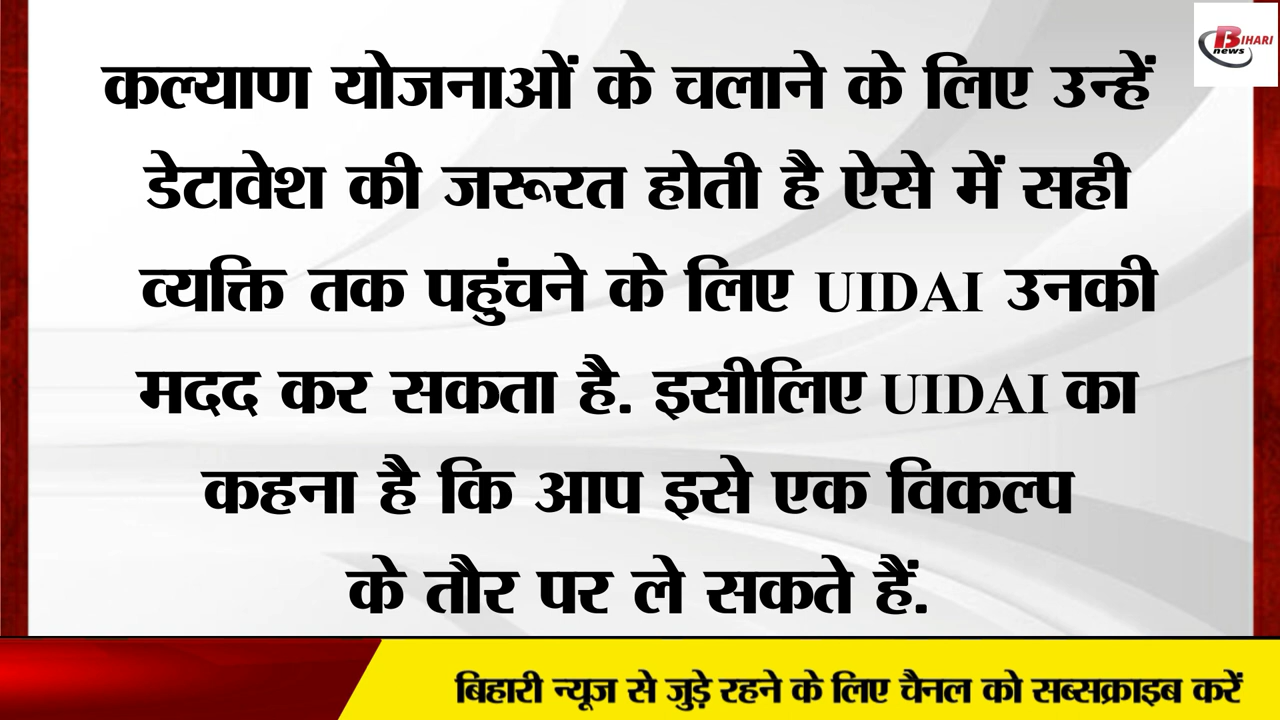 BIHARI
news
कल्याण योजनाओं के चलाने के लिए उन्हें
डेटावेश की जरूरत होती है ऐसे में सही
व्यक्ति तक पहुंचने के लिए UIDAI उनकी
मदद कर सकता है. इसीलिए UIDAI का
कहना है कि आप इसे एक विकल्प
के तौर पर ले सकते हैं.
बिहारी न्यूज से जुड़े रहने के लिए चैनल को सब्सक्राइब करें